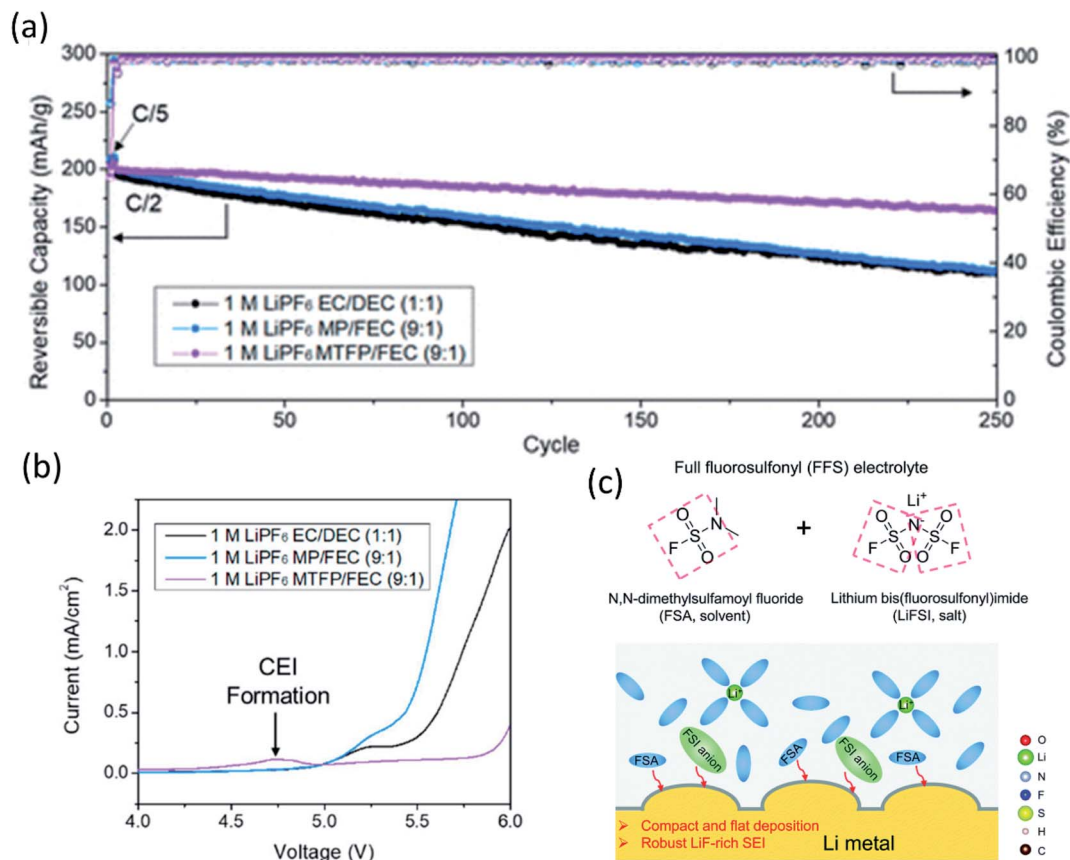 (a)
300
250
200
150
100
50
0
Reversible Capacity (mAh/g)
C/5
C/2
1 M LiPF₆ EC/DEC (1:1)
1 M LiPF₆ MP/FEC (9:1)
1 M LiPF₆ MTFP/FEC (9:1)
100
80
60
40
20
0
Coulombic Efficiency (%)
0 50 100 150 200 250
Cycle
(b)
2.0
1.5
1.0
0.5
0.0
Current (mA/cm²)
1 M LiPF₆ EC/DEC (1:1)
1 M LiPF₆ MP/FEC (9:1)
1 M LiPF₆ MTFP/FEC (9:1)
CEI
Formation
4.0 4.5 5.0 5.5 6.0
Voltage (V)
(c)
Full fluorosulfonyl (FFS) electrolyte
O
F S N
O
+
Li⁺
O N⁻ O
F S S F
O O
N,N-dimethylsulfamoyl fluoride
(FSA, solvent)
Lithium bis(fluorosulfonyl)imide
(LiFSI, salt)
Li⁺
Li⁺
FSA
FSI anion
FSA
FSI anion
FSA
➢ Compact and flat deposition
➢ Robust LiF-rich SEI
Li metal
O
Li
N
F
S
H
C